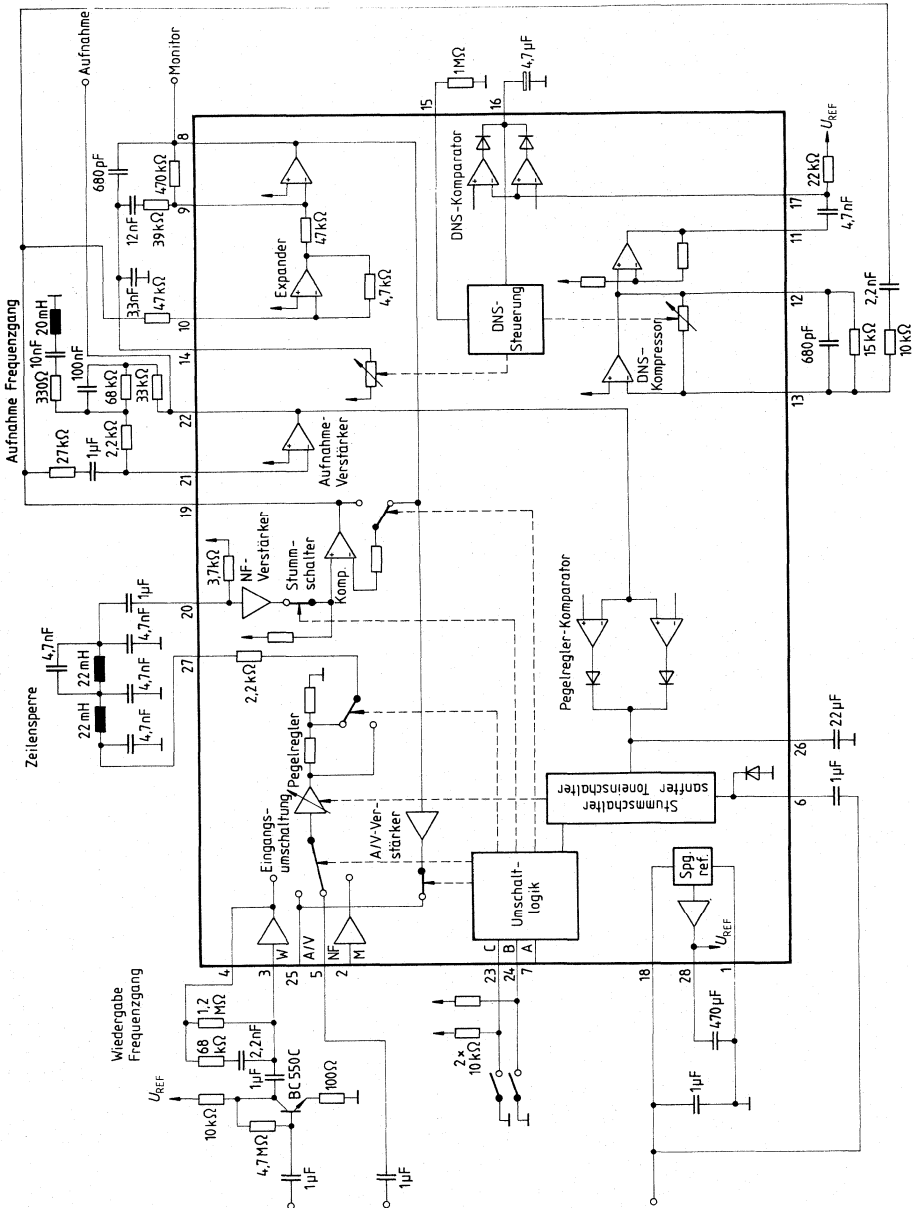 Wiedergabe
Frequenzgang
U_REF
10kΩ
4,7MΩ
68
kΩ
1,2
MΩ
2,2nF
1µF
BC 550C
100Ω
1µF
1µF
4
3
25
5
2
W
A/V
NF
M
Eingangs-
umschaltung
Pegelregler
2,2kΩ
A/V-Ver-
stärker
Zeilensperre
22mH
22mH
4,7nF
4,7nF
4,7nF
4,7nF
1µF
27
20
3,7kΩ
NF-
Verstärker
Stumm-
schalter
Komp.
19
21
22
14
10
9
8
Aufnahme Frequenzgang
27kΩ
1µF
2,2kΩ
330Ω
10nF
20mH
100nF
68kΩ
33kΩ
3,3nF
47kΩ
12nF
39kΩ
680pF
470kΩ
Aufnahme
Monitor
Aufnahme-
Verstärker
Expander
47kΩ
4,7kΩ
15
1MΩ
16
4,7µF
DNS-Komparator
DNS-
Steuerung
DNS-
Kompressor
17
22kΩ
U_REF
4,7nF
11
12
13
680pF
15kΩ
2,2nF
10kΩ
Pegelregler-Komparator
Stummschalter
sanfter Toneinschalter
26
22µF
6
1µF
Umschalt-
logik
C
B
A
23
24
7
2×
10kΩ
Spg.
ref.
U_REF
18
28
1
470µF
1µF